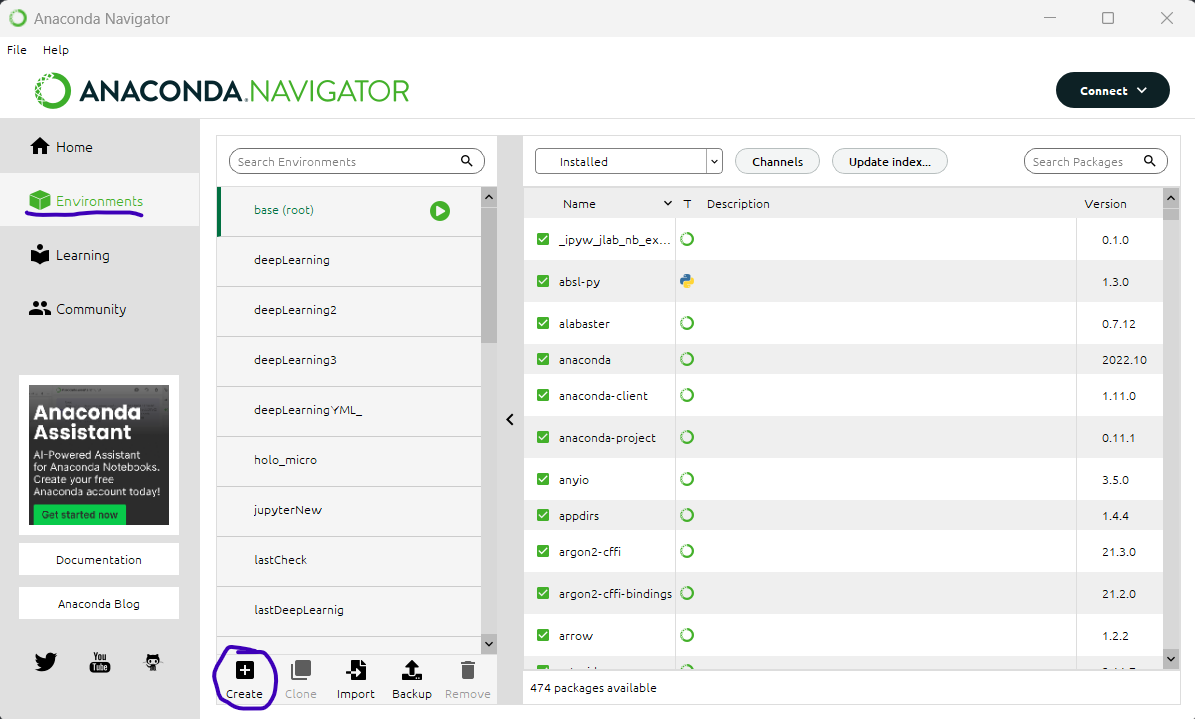 Anaconda Navigator
File Help
ANACONDA.NAVIGATOR
Connect
Home
Environments
Learning
Community
Anaconda
Assistant
AI-Powered Assistant
for Anaconda Notebooks.
Create your free
Anaconda account today!
Get started now
Documentation
Anaconda Blog
You
Tube
Search Environments
base (root)
deepLearning
deepLearning2
deepLearning3
deepLearningYML_
holo_micro
jupyterNew
lastCheck
lastDeepLearnig
Create Clone Import Backup Remove
Installed Channels Update index... Search Packages
Name T Description Version
_ipyw_jlab_nb_ex... 0.1.0
absl-py 1.3.0
alabaster 0.7.12
anaconda 2022.10
anaconda-client 1.11.0
anaconda-project 0.11.1
anyio 3.5.0
appdirs 1.4.4
argon2-cffi 21.3.0
argon2-cffi-bindings 21.2.0
arrow 1.2.2
474 packages available